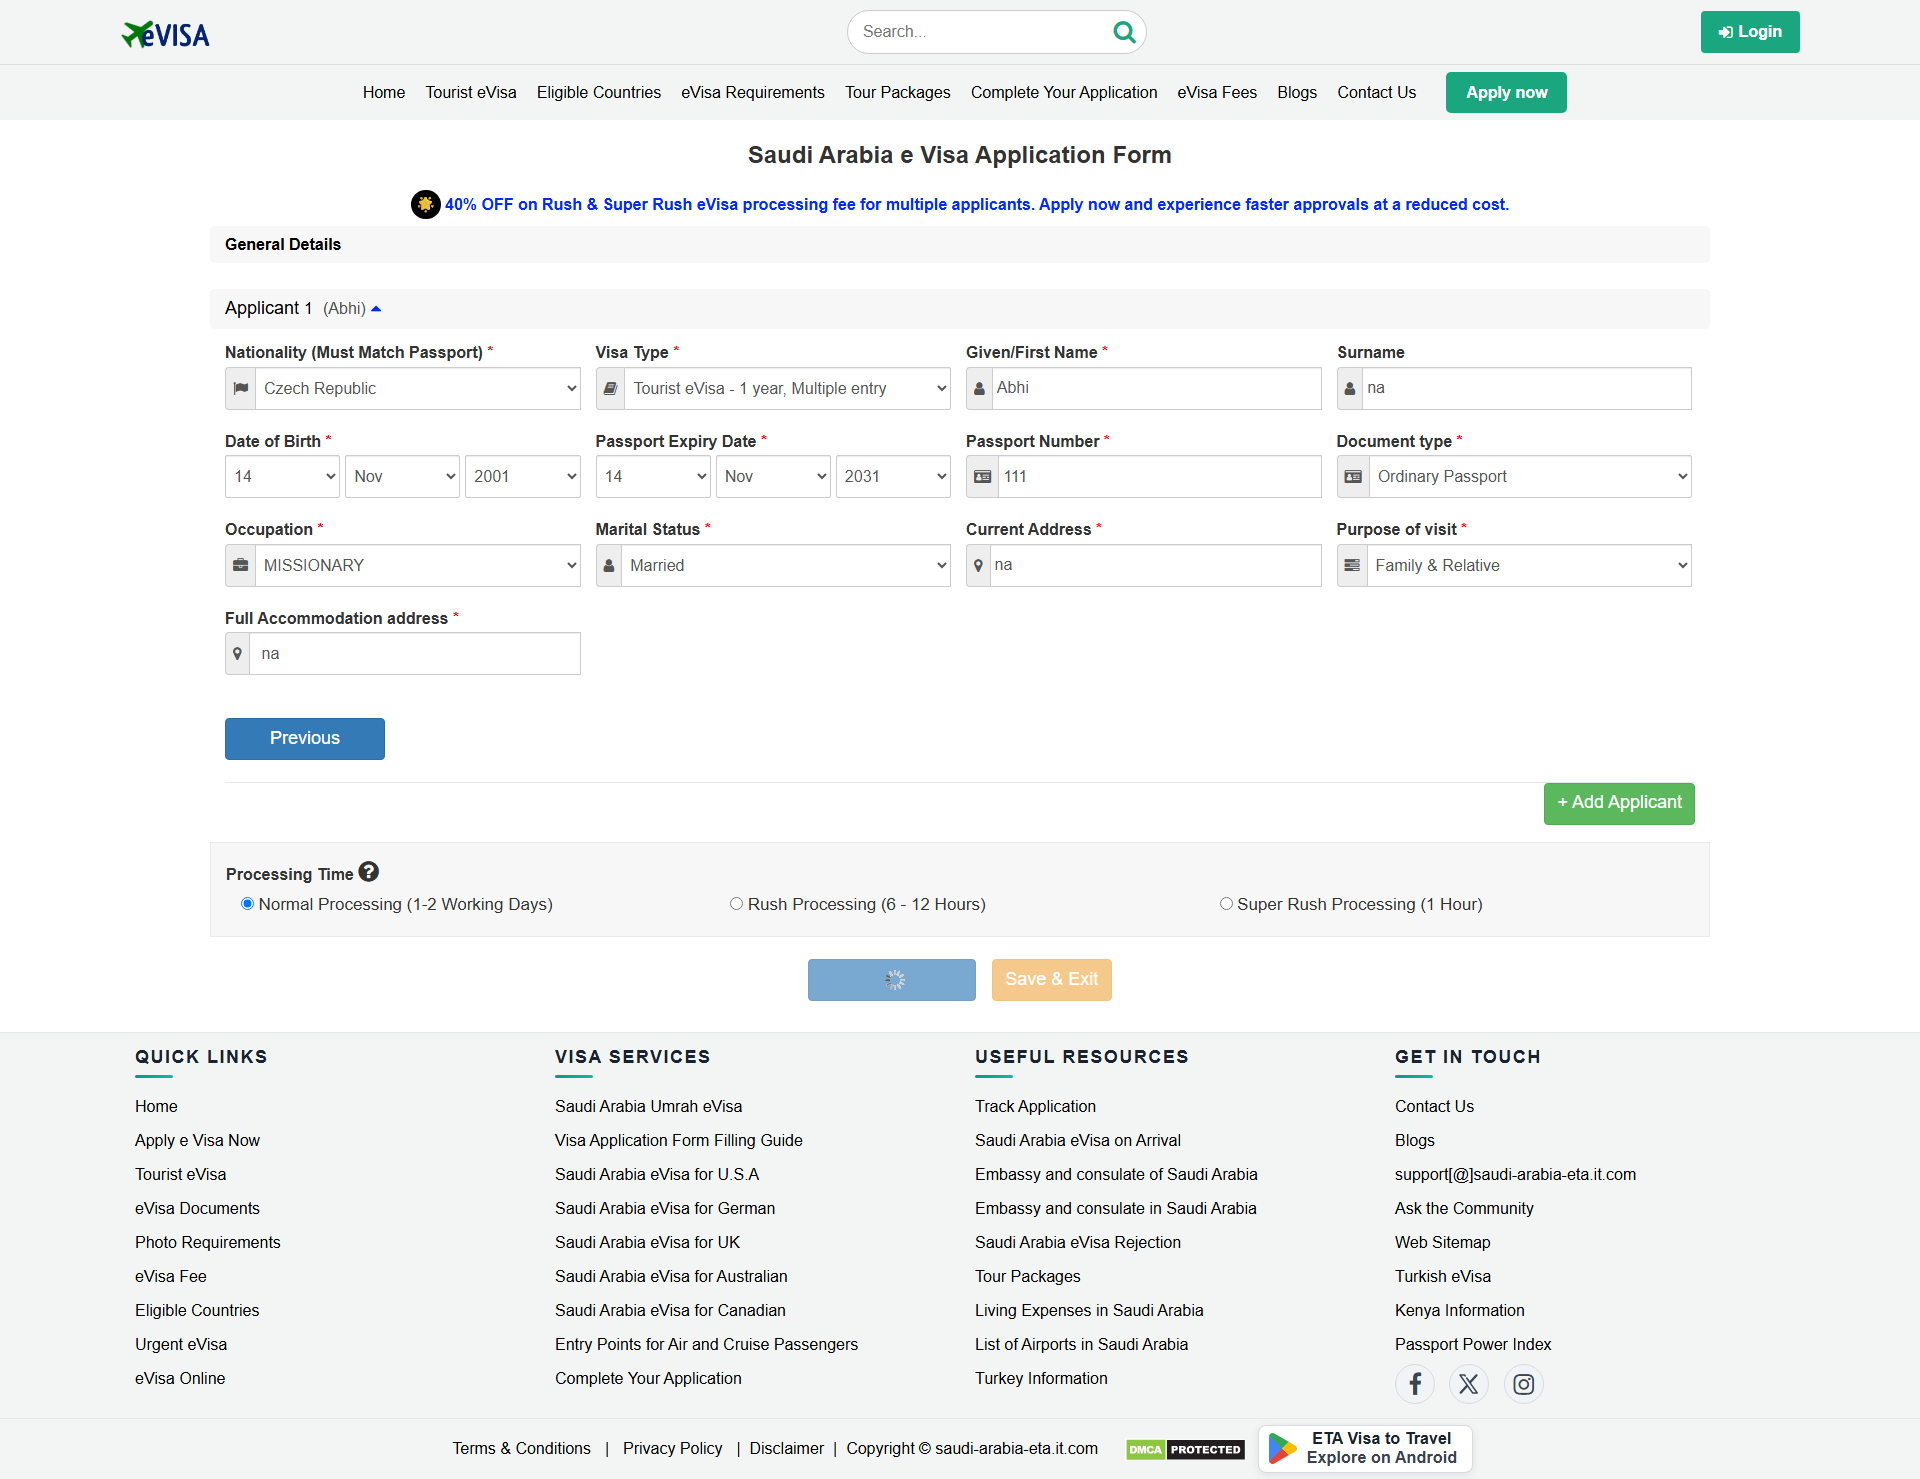 eVISA
Search...
Login
Home Tourist eVisa Eligible Countries eVisa Requirements Tour Packages Complete Your Application eVisa Fees Blogs Contact Us Apply now
Saudi Arabia e Visa Application Form
40% OFF on Rush & Super Rush eVisa processing fee for multiple applicants. Apply now and experience faster approvals at a reduced cost.
General Details
Applicant 1 (Abhi)
Nationality (Must Match Passport) * Visa Type * Given/First Name * Surname
Czech Republic Tourist eVisa - 1 year, Multiple entry Abhi na
Date of Birth * Passport Expiry Date * Passport Number * Document type *
14 Nov 2001 14 Nov 2031 111 Ordinary Passport
Occupation * Marital Status * Current Address * Purpose of visit *
MISSIONARY Married na Family & Relative
Full Accommodation address *
na
Previous
+ Add Applicant
Processing Time ?
Normal Processing (1-2 Working Days) Rush Processing (6 - 12 Hours) Super Rush Processing (1 Hour)
Save & Exit
QUICK LINKS
Home
Apply e Visa Now
Tourist eVisa
eVisa Documents
Photo Requirements
eVisa Fee
Eligible Countries
Urgent eVisa
eVisa Online
VISA SERVICES
Saudi Arabia Umrah eVisa
Visa Application Form Filling Guide
Saudi Arabia eVisa for U.S.A
Saudi Arabia eVisa for German
Saudi Arabia eVisa for UK
Saudi Arabia eVisa for Australian
Saudi Arabia eVisa for Canadian
Entry Points for Air and Cruise Passengers
Complete Your Application
USEFUL RESOURCES
Track Application
Saudi Arabia eVisa on Arrival
Embassy and consulate of Saudi Arabia
Embassy and consulate in Saudi Arabia
Saudi Arabia eVisa Rejection
Tour Packages
Living Expenses in Saudi Arabia
List of Airports in Saudi Arabia
Turkey Information
GET IN TOUCH
Contact Us
Blogs
support[@]saudi-arabia-eta.it.com
Ask the Community
Web Sitemap
Turkish eVisa
Kenya Information
Passport Power Index
Terms & Conditions | Privacy Policy | Disclaimer | Copyright © saudi-arabia-eta.it.com
DMCA PROTECTED
ETA Visa to Travel
Explore on Android